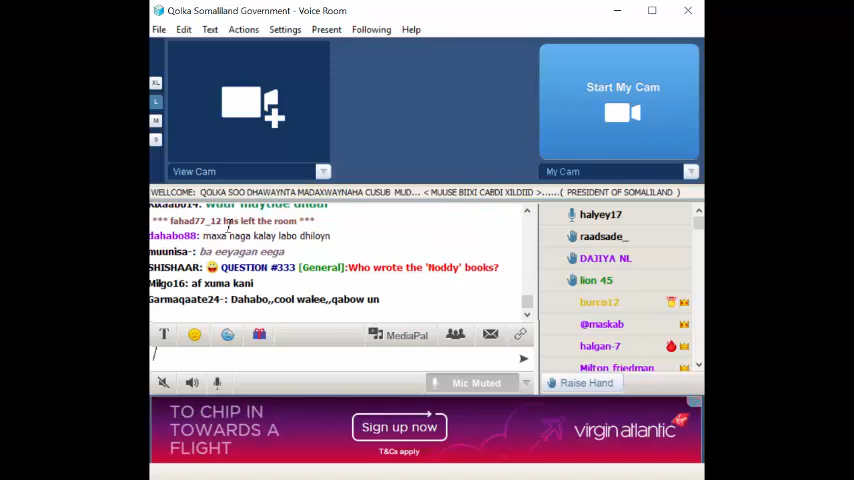 Qolka Somaliland Government - Voice Room
File Edit Text Actions Settings Present Following Help
XL
L
M
S
Start My Cam
View Cam
My Cam
WELLCOME: QOLKA SOO DHAWAYNTA MADAXWAYNAHA CUSUB MUD... < MUUSE BIIXI CABDI XILDIID >......( PRESIDENT OF SOMALILAND
*** fahad77_12 has left the room ***
dahabo88: maxa naga kalay labo dhiloyn
muunisa-: ba eeyagan eega
SHISHAAR: QUESTION #333 [General]:Who wrote the 'Noddy' books?
Milgo16: af xuma kani
Garmaqaate24-: Dahabo,,cool walee,,qabow un
halyey17
raadsade_
DAJIYA NL
lion 45
burco12
@maskab
halgan-7
Milton friedman
T
MediaPal
/
Mic Muted
Raise Hand
TO CHIP IN
TOWARDS A
FLIGHT
Sign up now
T&Cs apply
virgin atlantic